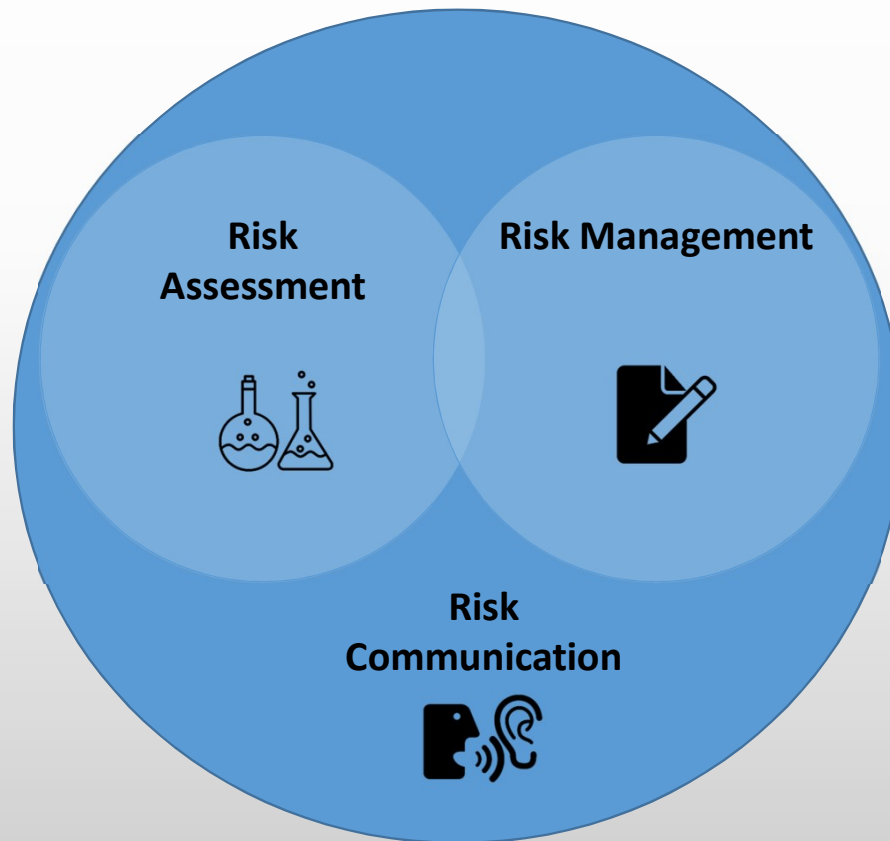 Risk
Assessment
Risk Management
Risk
Communication